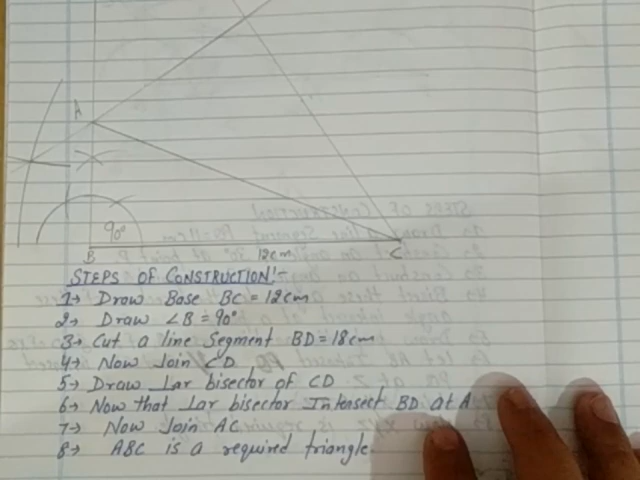 A
90°
B 12cm C
STEPS OF CONSTRUCTION:-
1→ Draw Base BC = 12cm
2→ Draw ∠B = 90°
3→ Cut a line Segment BD = 18cm
4→ Now Join CD
5→ Draw ⊥ar bisector of CD
6→ Now that ⊥ar bisector Intersect BD at A
7→ Now Join AC
8→ ABC is a required triangle.